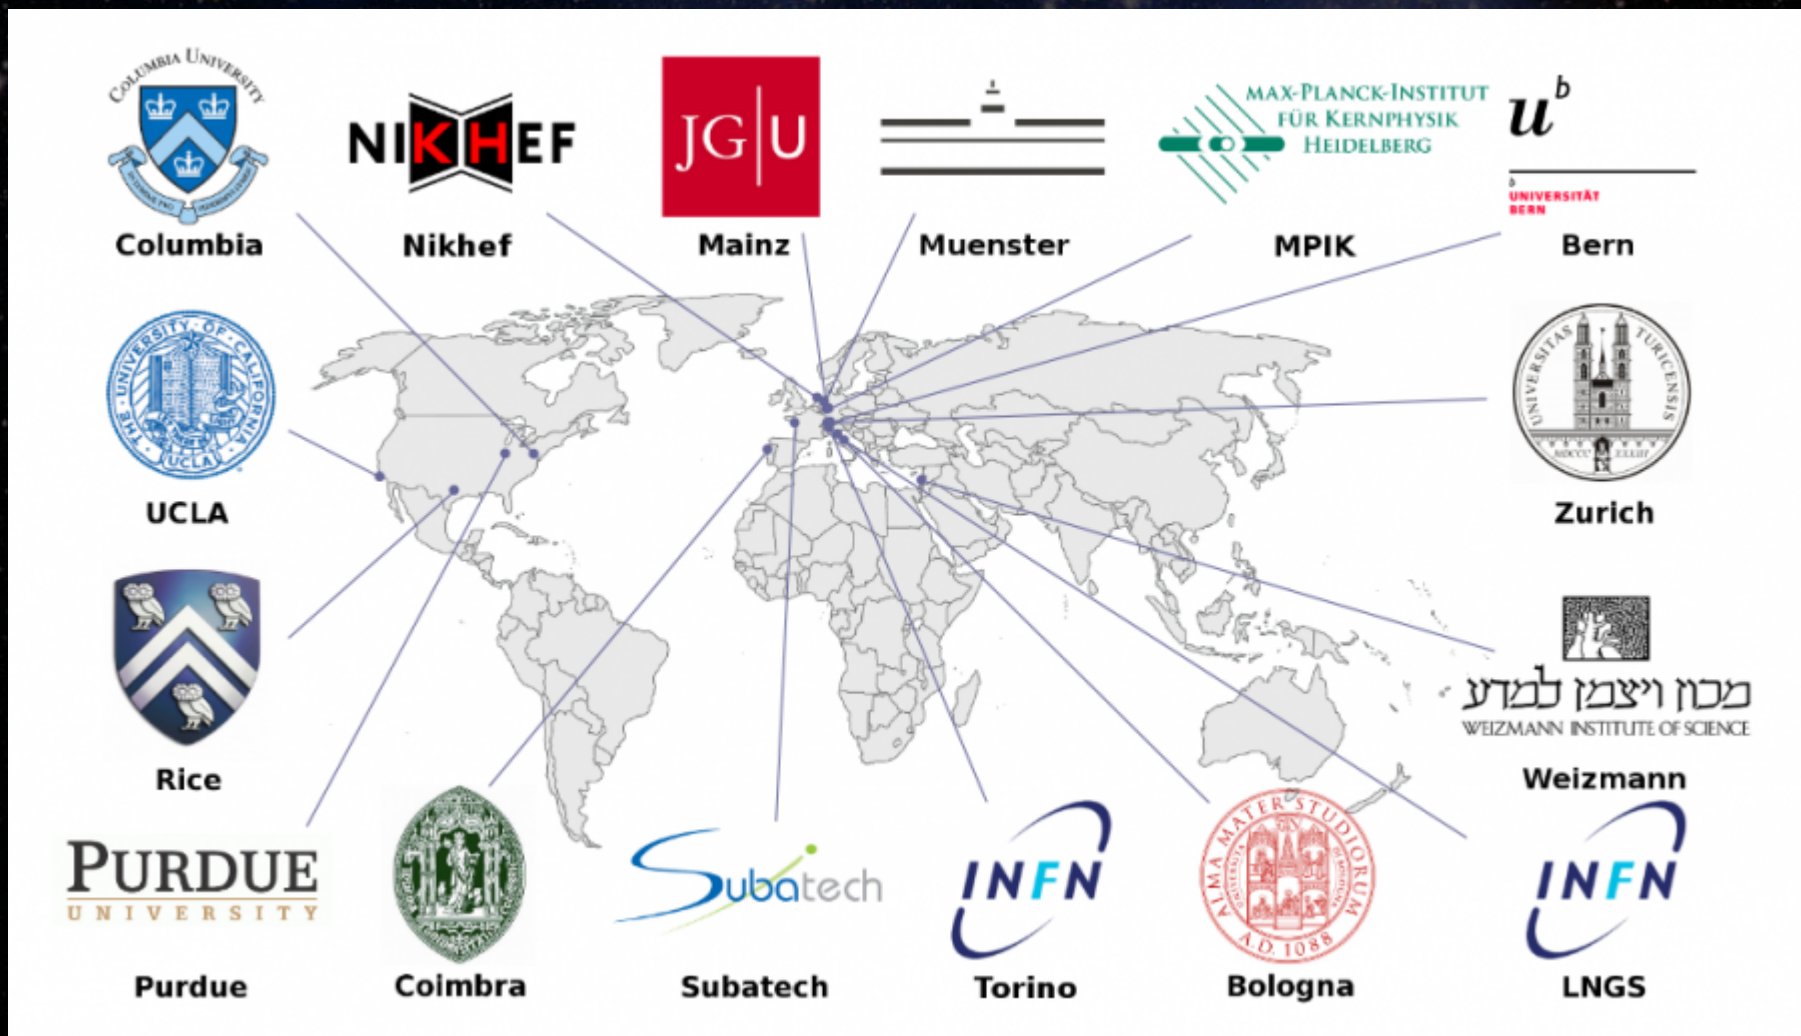 COLUMBIA UNIVERSITY
NIKHEF
JG|U
MAX-PLANCK-INSTITUT
FÜR KERNPHYSIK
HEIDELBERG
u^b
b
UNIVERSITÄT
BERN
Columbia
Nikhef
Mainz
Muenster
MPIK
Bern
THE · UNIVERSITY · OF · CALIFORNIA
UCLA
UNIVERSITAS TURICENSIS
MDCCC XXXIII
UCLA
Zurich
מכון ויצמן למדע
WEIZMANN INSTITUTE OF SCIENCE
Rice
Weizmann
PURDUE
UNIVERSITY
Subatech
INFN
ALMA MATER STUDIORUM
A.D. 1088
INFN
Purdue
Coimbra
Subatech
Torino
Bologna
LNGS